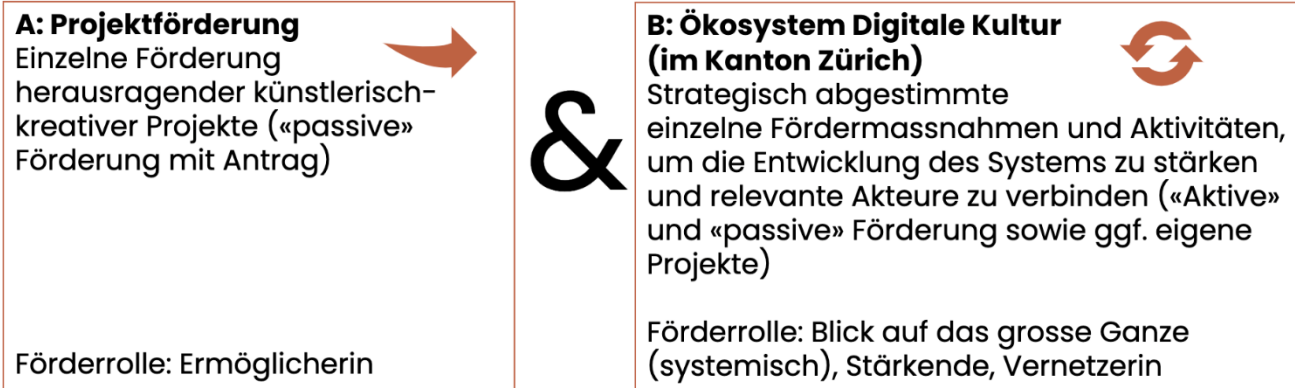 A: Projektförderung
Einzelne Förderung
herausragender künstlerisch-
kreativer Projekte («passive»
Förderung mit Antrag)
Förderrolle: Ermöglicherin
&
B: Ökosystem Digitale Kultur
(im Kanton Zürich)
Strategisch abgestimmte
einzelne Fördermassnahmen und Aktivitäten,
um die Entwicklung des Systems zu stärken
und relevante Akteure zu verbinden («Aktive»
und «passive» Förderung sowie ggf. eigene
Projekte)
Förderrolle: Blick auf das grosse Ganze
(systemisch), Stärkende, Vernetzerin